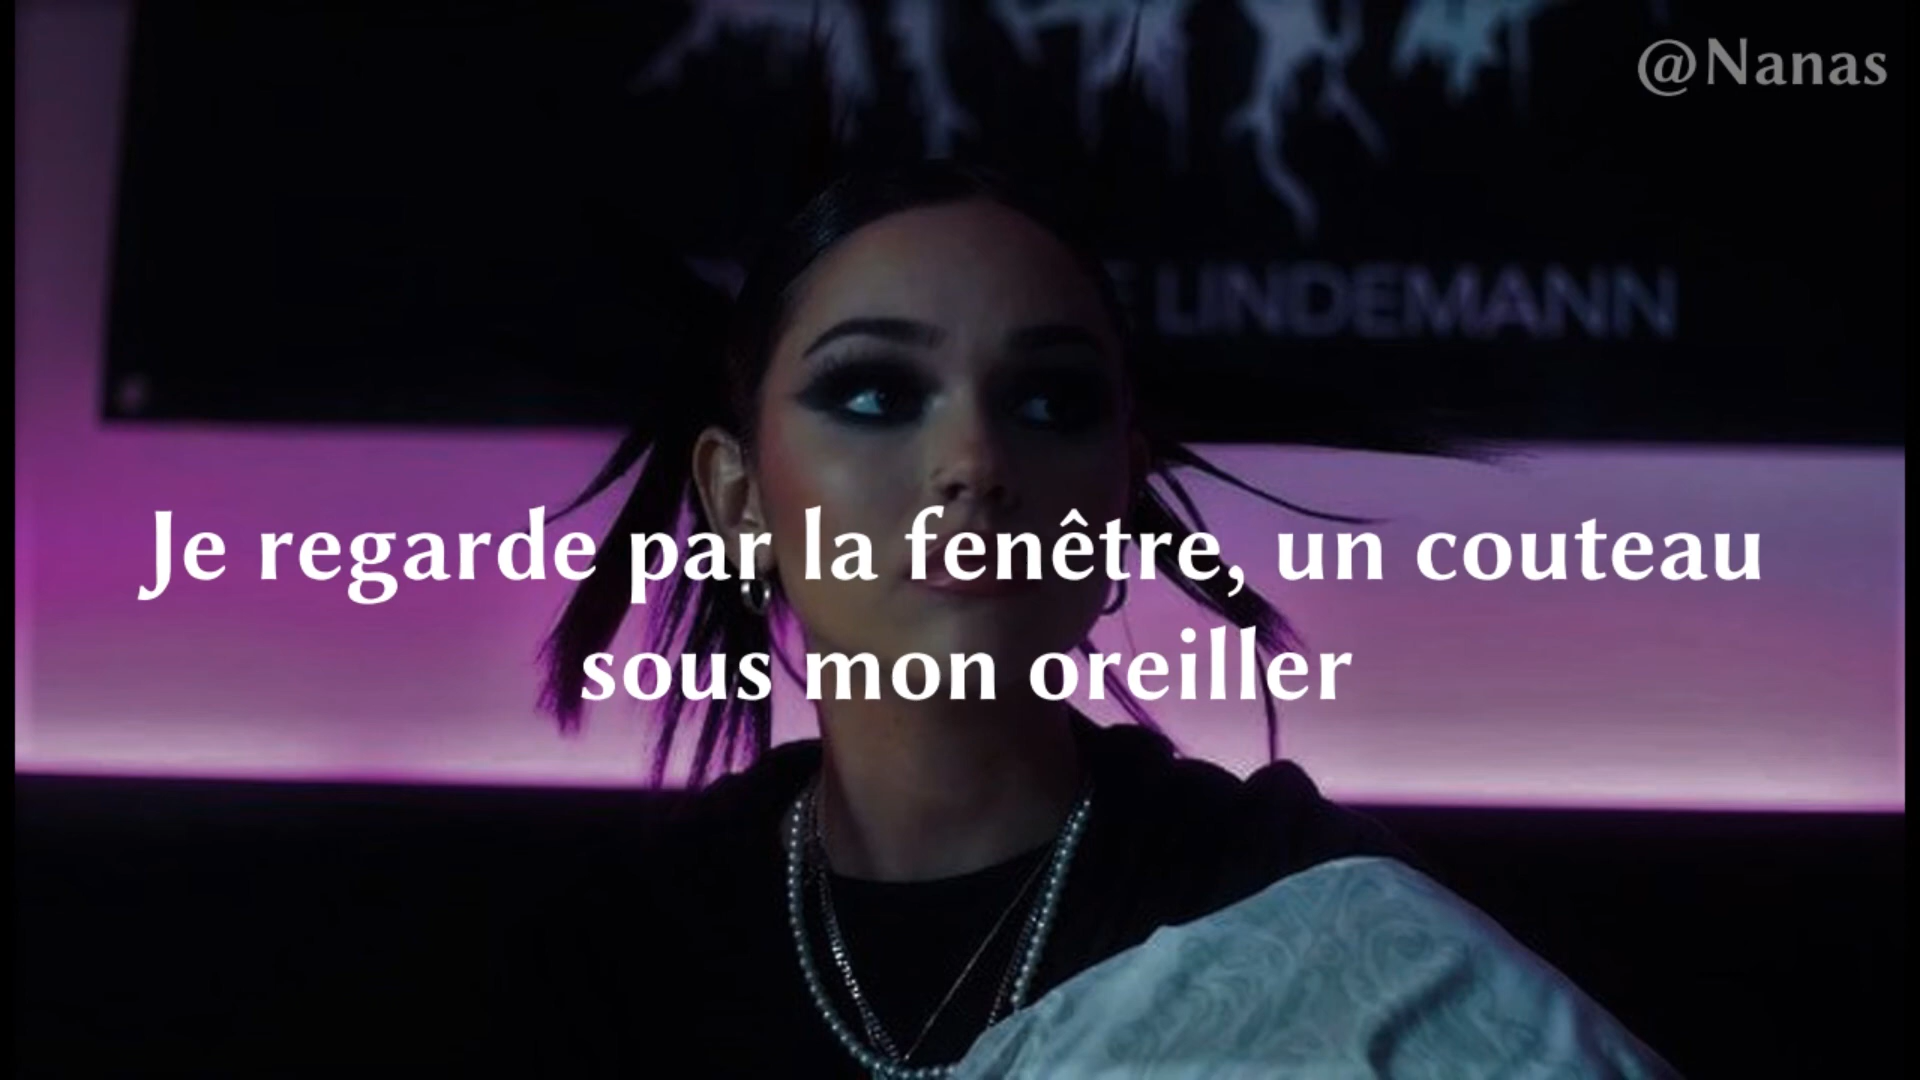 @Nanas
LINDEMANN
Je regarde par la fenêtre, un couteau
sous mon oreiller